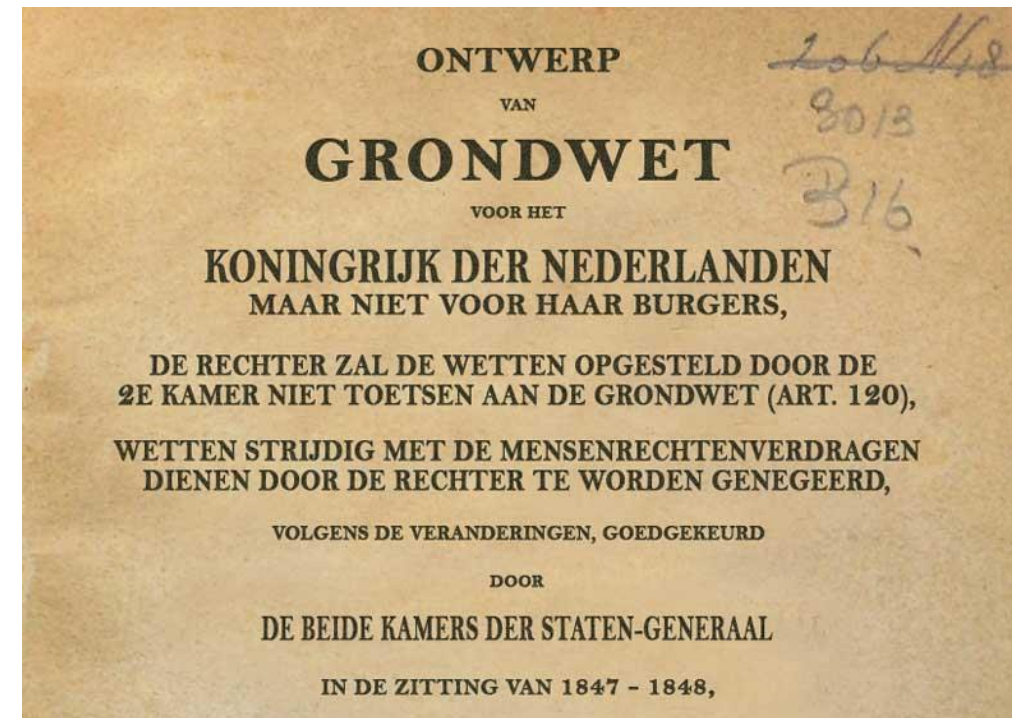 ONTWERP
VAN
GRONDWET
VOOR HET
KONINGRIJK DER NEDERLANDEN
MAAR NIET VOOR HAAR BURGERS,
DE RECHTER ZAL DE WETTEN OPGESTELD DOOR DE
2E KAMER NIET TOETSEN AAN DE GRONDWET (ART. 120),
WETTEN STRIJDIG MET DE MENSENRECHTENVERDRAGEN
DIENEN DOOR DE RECHTER TE WORDEN GENEGEERD,
VOLGENS DE VERANDERINGEN, GOEDGEKEURD
DOOR
DE BEIDE KAMERS DER STATEN-GENERAAL
IN DE ZITTING VAN 1847 - 1848,
B16